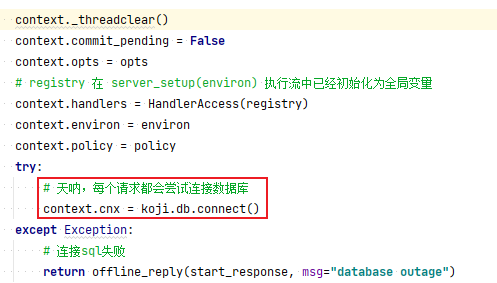 context._threadclear()
context.commit_pending = False
context.opts = opts
# registry 在 server_setup(environ) 执行流中已经初始化为全局变量
context.handlers = HandlerAccess(registry)
context.environ = environ
context.policy = policy
try:
# 天呐，每个请求都会尝试连接数据库
context.cnx = koji.db.connect()
except Exception:
# 连接sql失败
return offline_reply(start_response, msg="database outage")